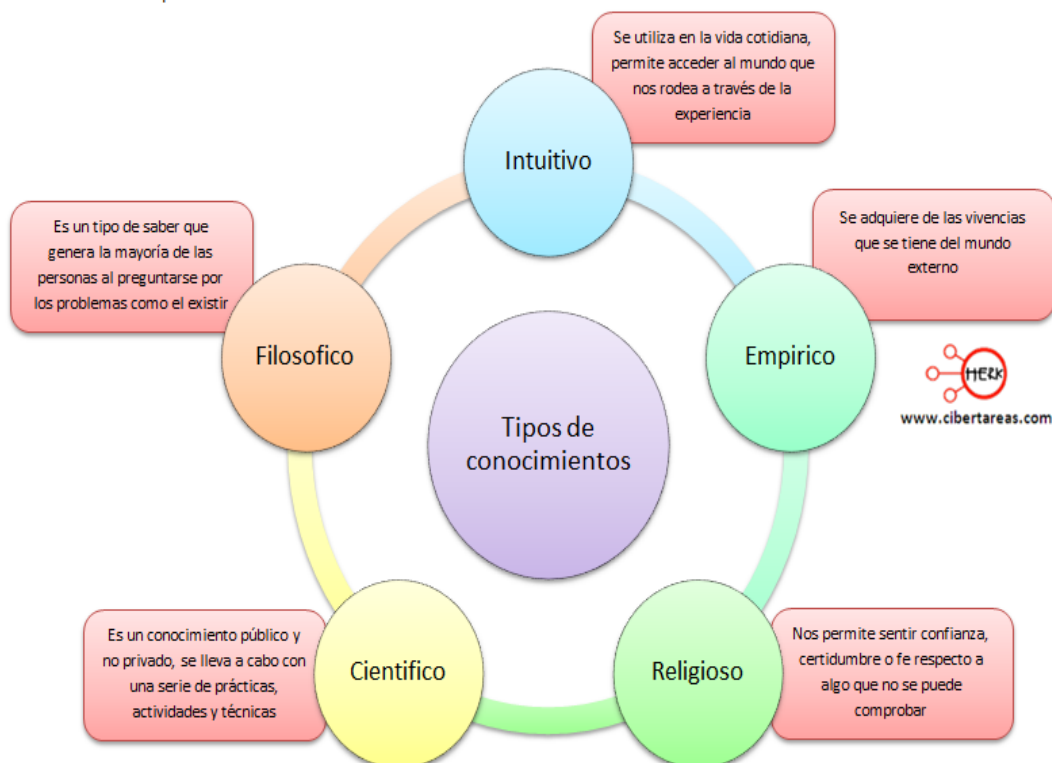 Se utiliza en la vida cotidiana,
permite acceder al mundo que
nos rodea a través de la
experiencia
Intuitivo
Se adquiere de las vivencias
que se tiene del mundo
externo
Empirico
HERK
www.cibertareas.com
Es un tipo de saber que
genera la mayoría de las
personas al preguntarse por
los problemas como el existir
Filosofico
Tipos de
conocimientos
Es un conocimiento público y
no privado, se lleva a cabo con
una serie de prácticas,
actividades y técnicas
Cientifico
Religioso
Nos permite sentir confianza,
certidumbre o fe respecto a
algo que no se puede
comprobar